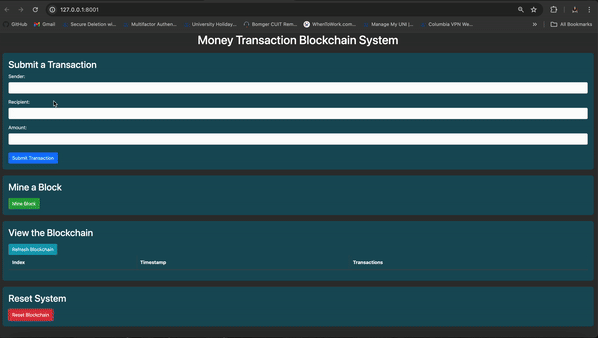 127.0.0.1:8001
GitHub Gmail Secure Deletion wi... Multifactor Authen... University Holiday... Bomgar CUIT Rem... WhenToWork.com... Manage My UNI |... Columbia VPN We... » All Bookmarks
Money Transaction Blockchain System
Submit a Transaction
Sender:
Recipient:
Amount:
Submit Transaction
Mine a Block
Mine Block
View the Blockchain
Refresh Blockchain
Index Timestamp Transactions
Reset System
Reset Blockchain